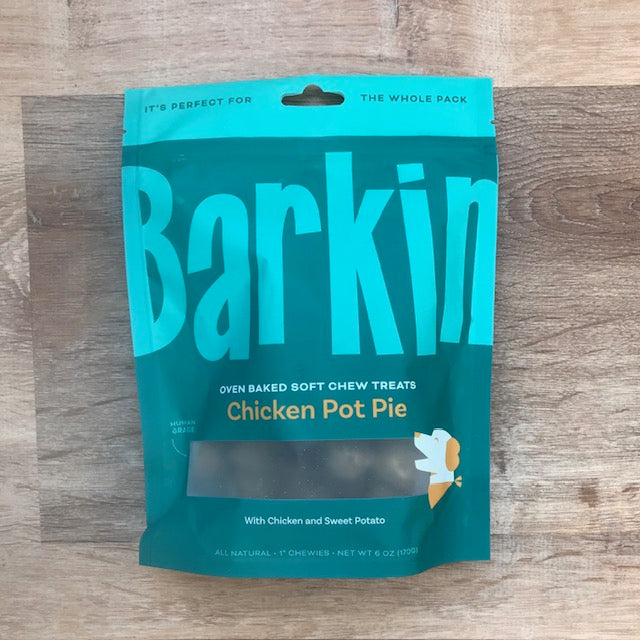 IT'S PERFECT FOR THE WHOLE PACK
Barkin
OVEN BAKED SOFT CHEW TREATS
Chicken Pot Pie
HUMAN
GRADE
With Chicken and Sweet Potato
ALL NATURAL • 1" CHEWIES • NET WT 6 OZ (170G)